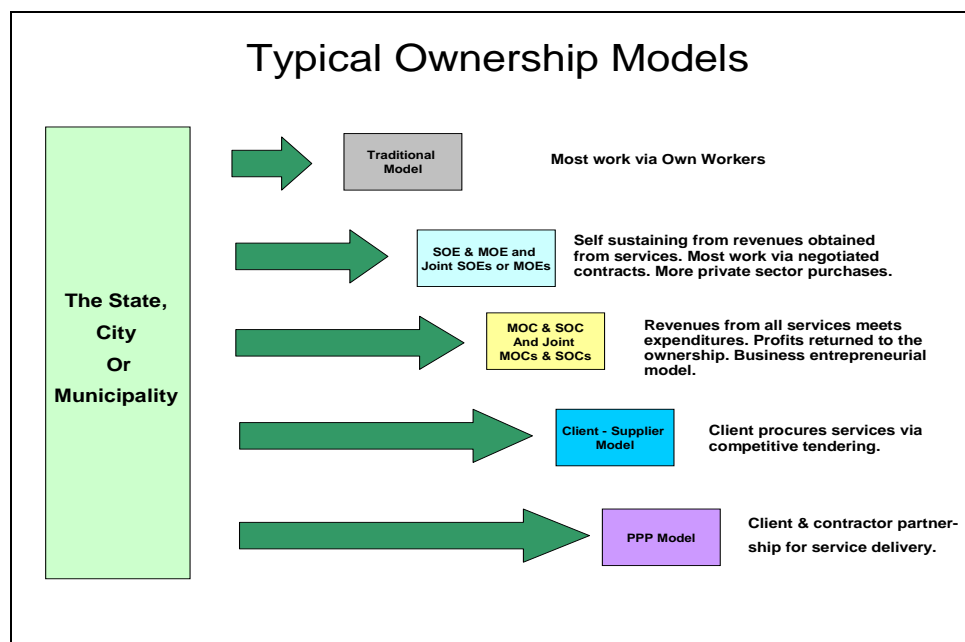 Typical Ownership Models
The State,
City
Or
Municipality
Traditional
Model
Most work via Own Workers
SOE & MOE and
Joint SOEs or MOEs
Self sustaining from revenues obtained
from services. Most work via negotiated
contracts. More private sector purchases.
MOC & SOC
And Joint
MOCs & SOCs
Revenues from all services meets
expenditures. Profits returned to the
ownership. Business entrepreneurial
model.
Client - Supplier
Model
Client procures services via
competitive tendering.
PPP Model
Client & contractor partner-
ship for service delivery.